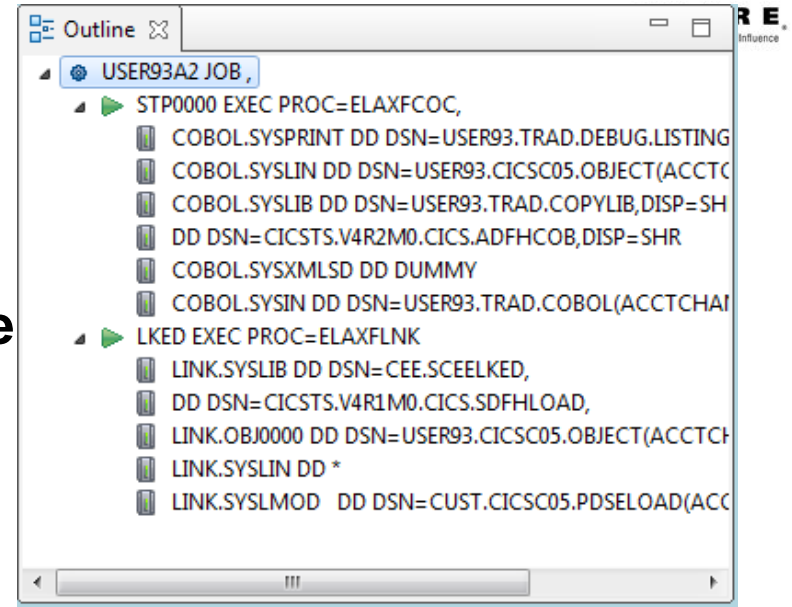 Outline
R E
Influence
USER93A2 JOB ,
STP0000 EXEC PROC=ELAXFCOC,
COBOL.SYSPRINT DD DSN=USER93.TRAD.DEBUG.LISTING
COBOL.SYSLIN DD DSN=USER93.CICSC05.OBJECT(ACCTC
COBOL.SYSLIB DD DSN=USER93.TRAD.COPYLIB,DISP=SH
DD DSN=CICSTS.V4R2M0.CICS.ADFHCOB,DISP=SHR
COBOL.SYSXMLSD DD DUMMY
COBOL.SYSIN DD DSN=USER93.TRAD.COBOL(ACCTCHA
e
LKED EXEC PROC=ELAXFLNK
LINK.SYSLIB DD DSN=CEE.SCEELKED,
DD DSN=CICSTS.V4R1M0.CICS.SDFHLOAD,
LINK.OBJ0000 DD DSN=USER93.CICSC05.OBJECT(ACCTC
LINK.SYSLIN DD *
LINK.SYSLMOD DD DSN=CUST.CICSC05.PDSELOAD(ACC